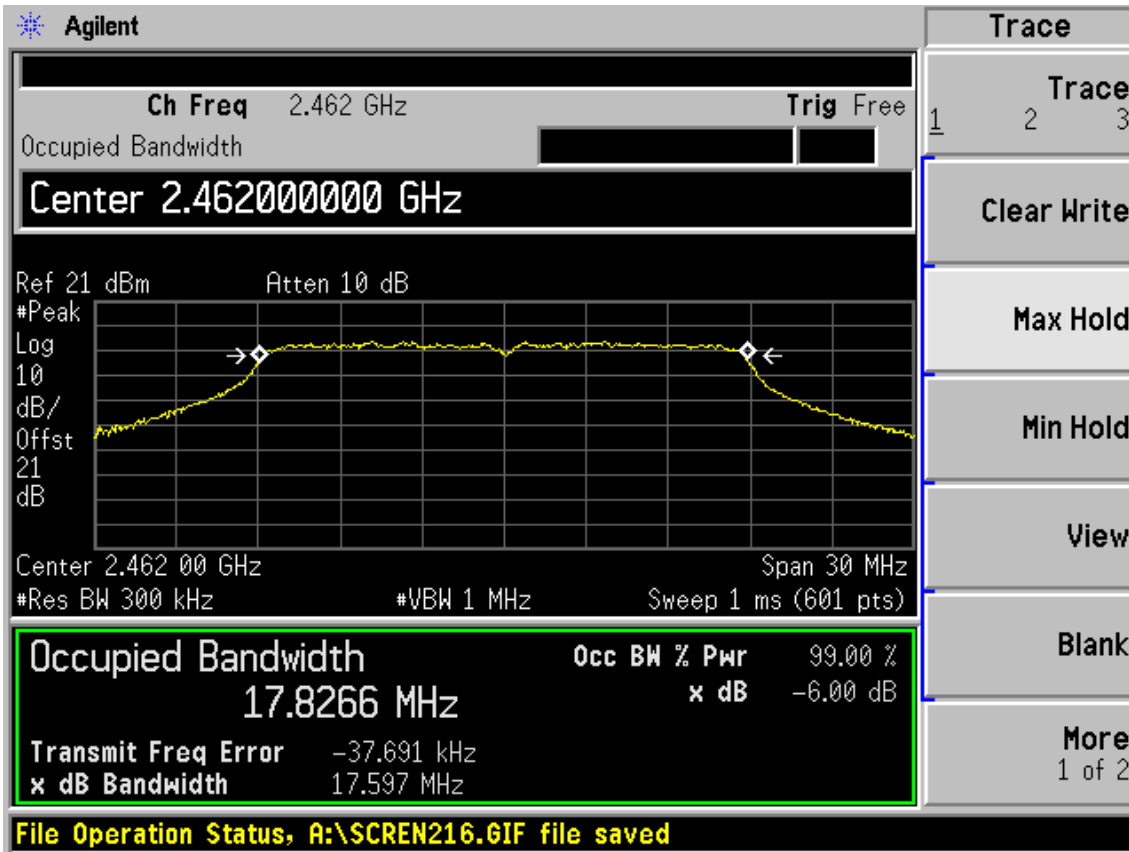 Agilent
Trace
Ch Freq 2.462 GHz Trig Free
Occupied Bandwidth
Center 2.462000000 GHz
Ref 21 dBm Atten 10 dB
#Peak
Log
10
dB/
Offst
21
dB
Center 2.462 00 GHz Span 30 MHz
#Res BW 300 kHz #VBW 1 MHz Sweep 1 ms (601 pts)
Occupied Bandwidth
17.8266 MHz
Occ BW % Pwr 99.00 %
x dB -6.00 dB
Transmit Freq Error -37.691 kHz
x dB Bandwidth 17.597 MHz
Trace
1 2 3
Clear Write
Max Hold
Min Hold
View
Blank
More
1 of 2
File Operation Status, A:\SCREN216.GIF file saved